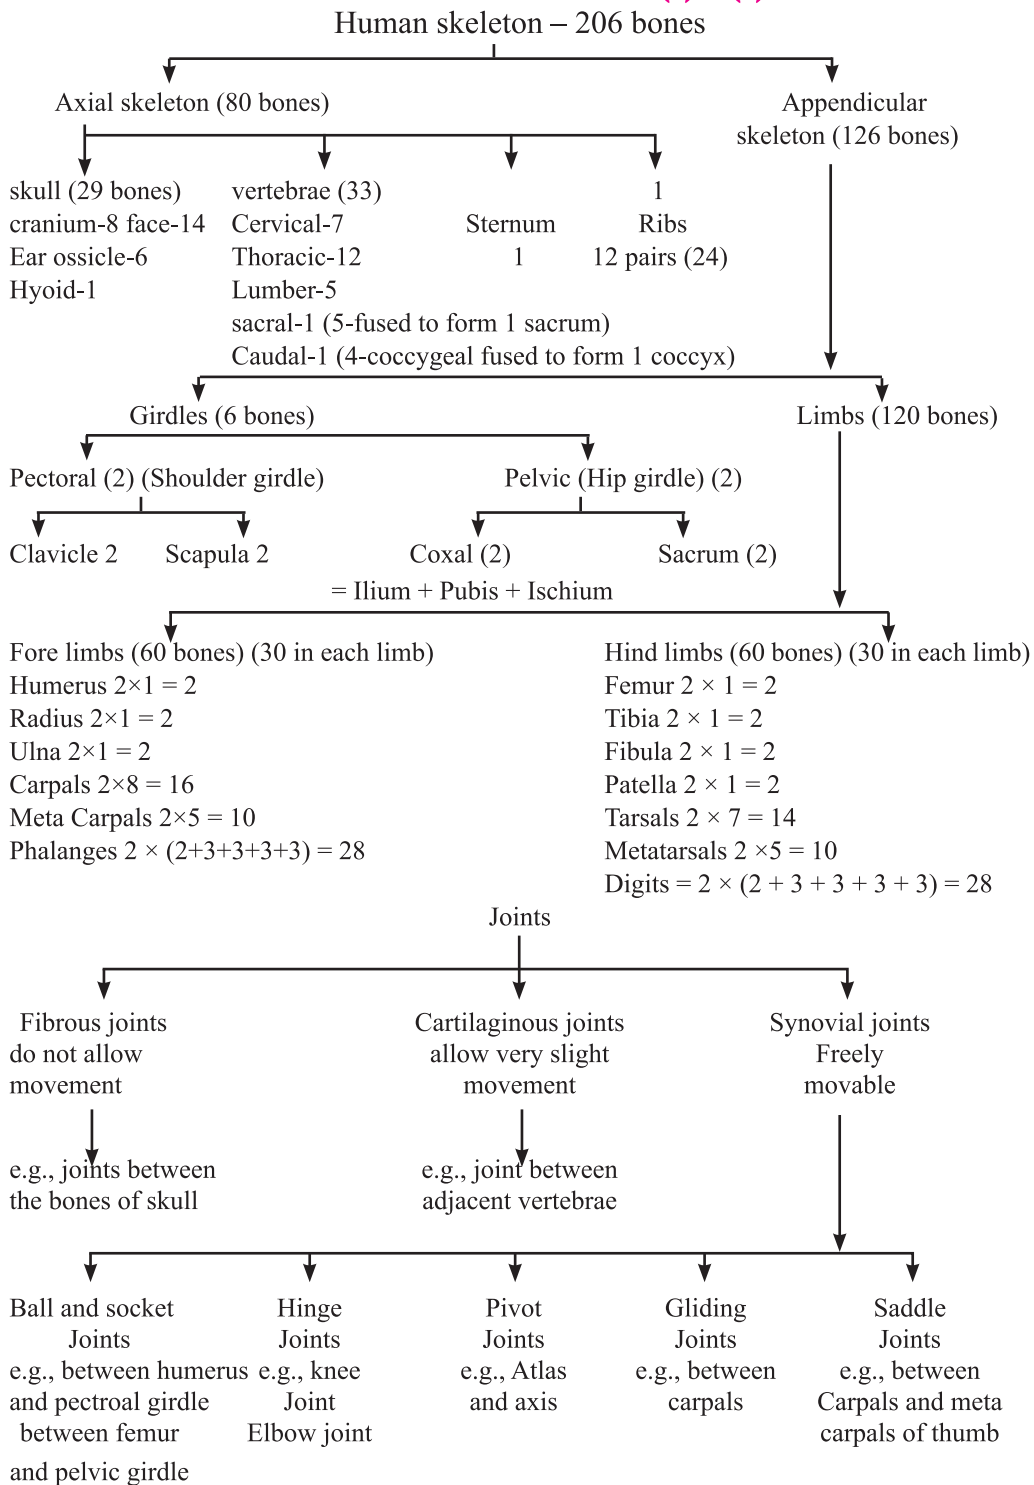 Human skeleton – 206 bones
Axial skeleton (80 bones)
Appendicular
skeleton (126 bones)
skull (29 bones)
cranium-8 face-14
Ear ossicle-6
Hyoid-1
vertebrae (33)
Cervical-7
Thoracic-12
Lumber-5
sacral-1 (5-fused to form 1 sacrum)
Caudal-1 (4-coccygeal fused to form 1 coccyx)
Sternum
1
1
Ribs
12 pairs (24)
Girdles (6 bones)
Limbs (120 bones)
Pectoral (2) (Shoulder girdle)
Pelvic (Hip girdle) (2)
Clavicle 2
Scapula 2
Coxal (2)
Sacrum (2)
= Ilium + Pubis + Ischium
Fore limbs (60 bones) (30 in each limb)
Humerus 2×1 = 2
Radius 2×1 = 2
Ulna 2×1 = 2
Carpals 2×8 = 16
Meta Carpals 2×5 = 10
Phalanges 2 × (2+3+3+3+3) = 28
Hind limbs (60 bones) (30 in each limb)
Femur 2 × 1 = 2
Tibia 2 × 1 = 2
Fibula 2 × 1 = 2
Patella 2 × 1 = 2
Tarsals 2 × 7 = 14
Metatarsals 2 ×5 = 10
Digits = 2 × (2 + 3 + 3 + 3 + 3) = 28
Joints
Fibrous joints
do not allow
movement
Cartilaginous joints
allow very slight
movement
Synovial joints
Freely
movable
e.g., joints between
the bones of skull
e.g., joint between
adjacent vertebrae
Ball and socket
Joints
e.g., between humerus
and pectroal girdle
between femur
and pelvic girdle
Hinge
Joints
e.g., knee
Joint
Elbow joint
Pivot
Joints
e.g., Atlas
and axis
Gliding
Joints
e.g., between
carpals
Saddle
Joints
e.g., between
Carpals and meta
carpals of thumb